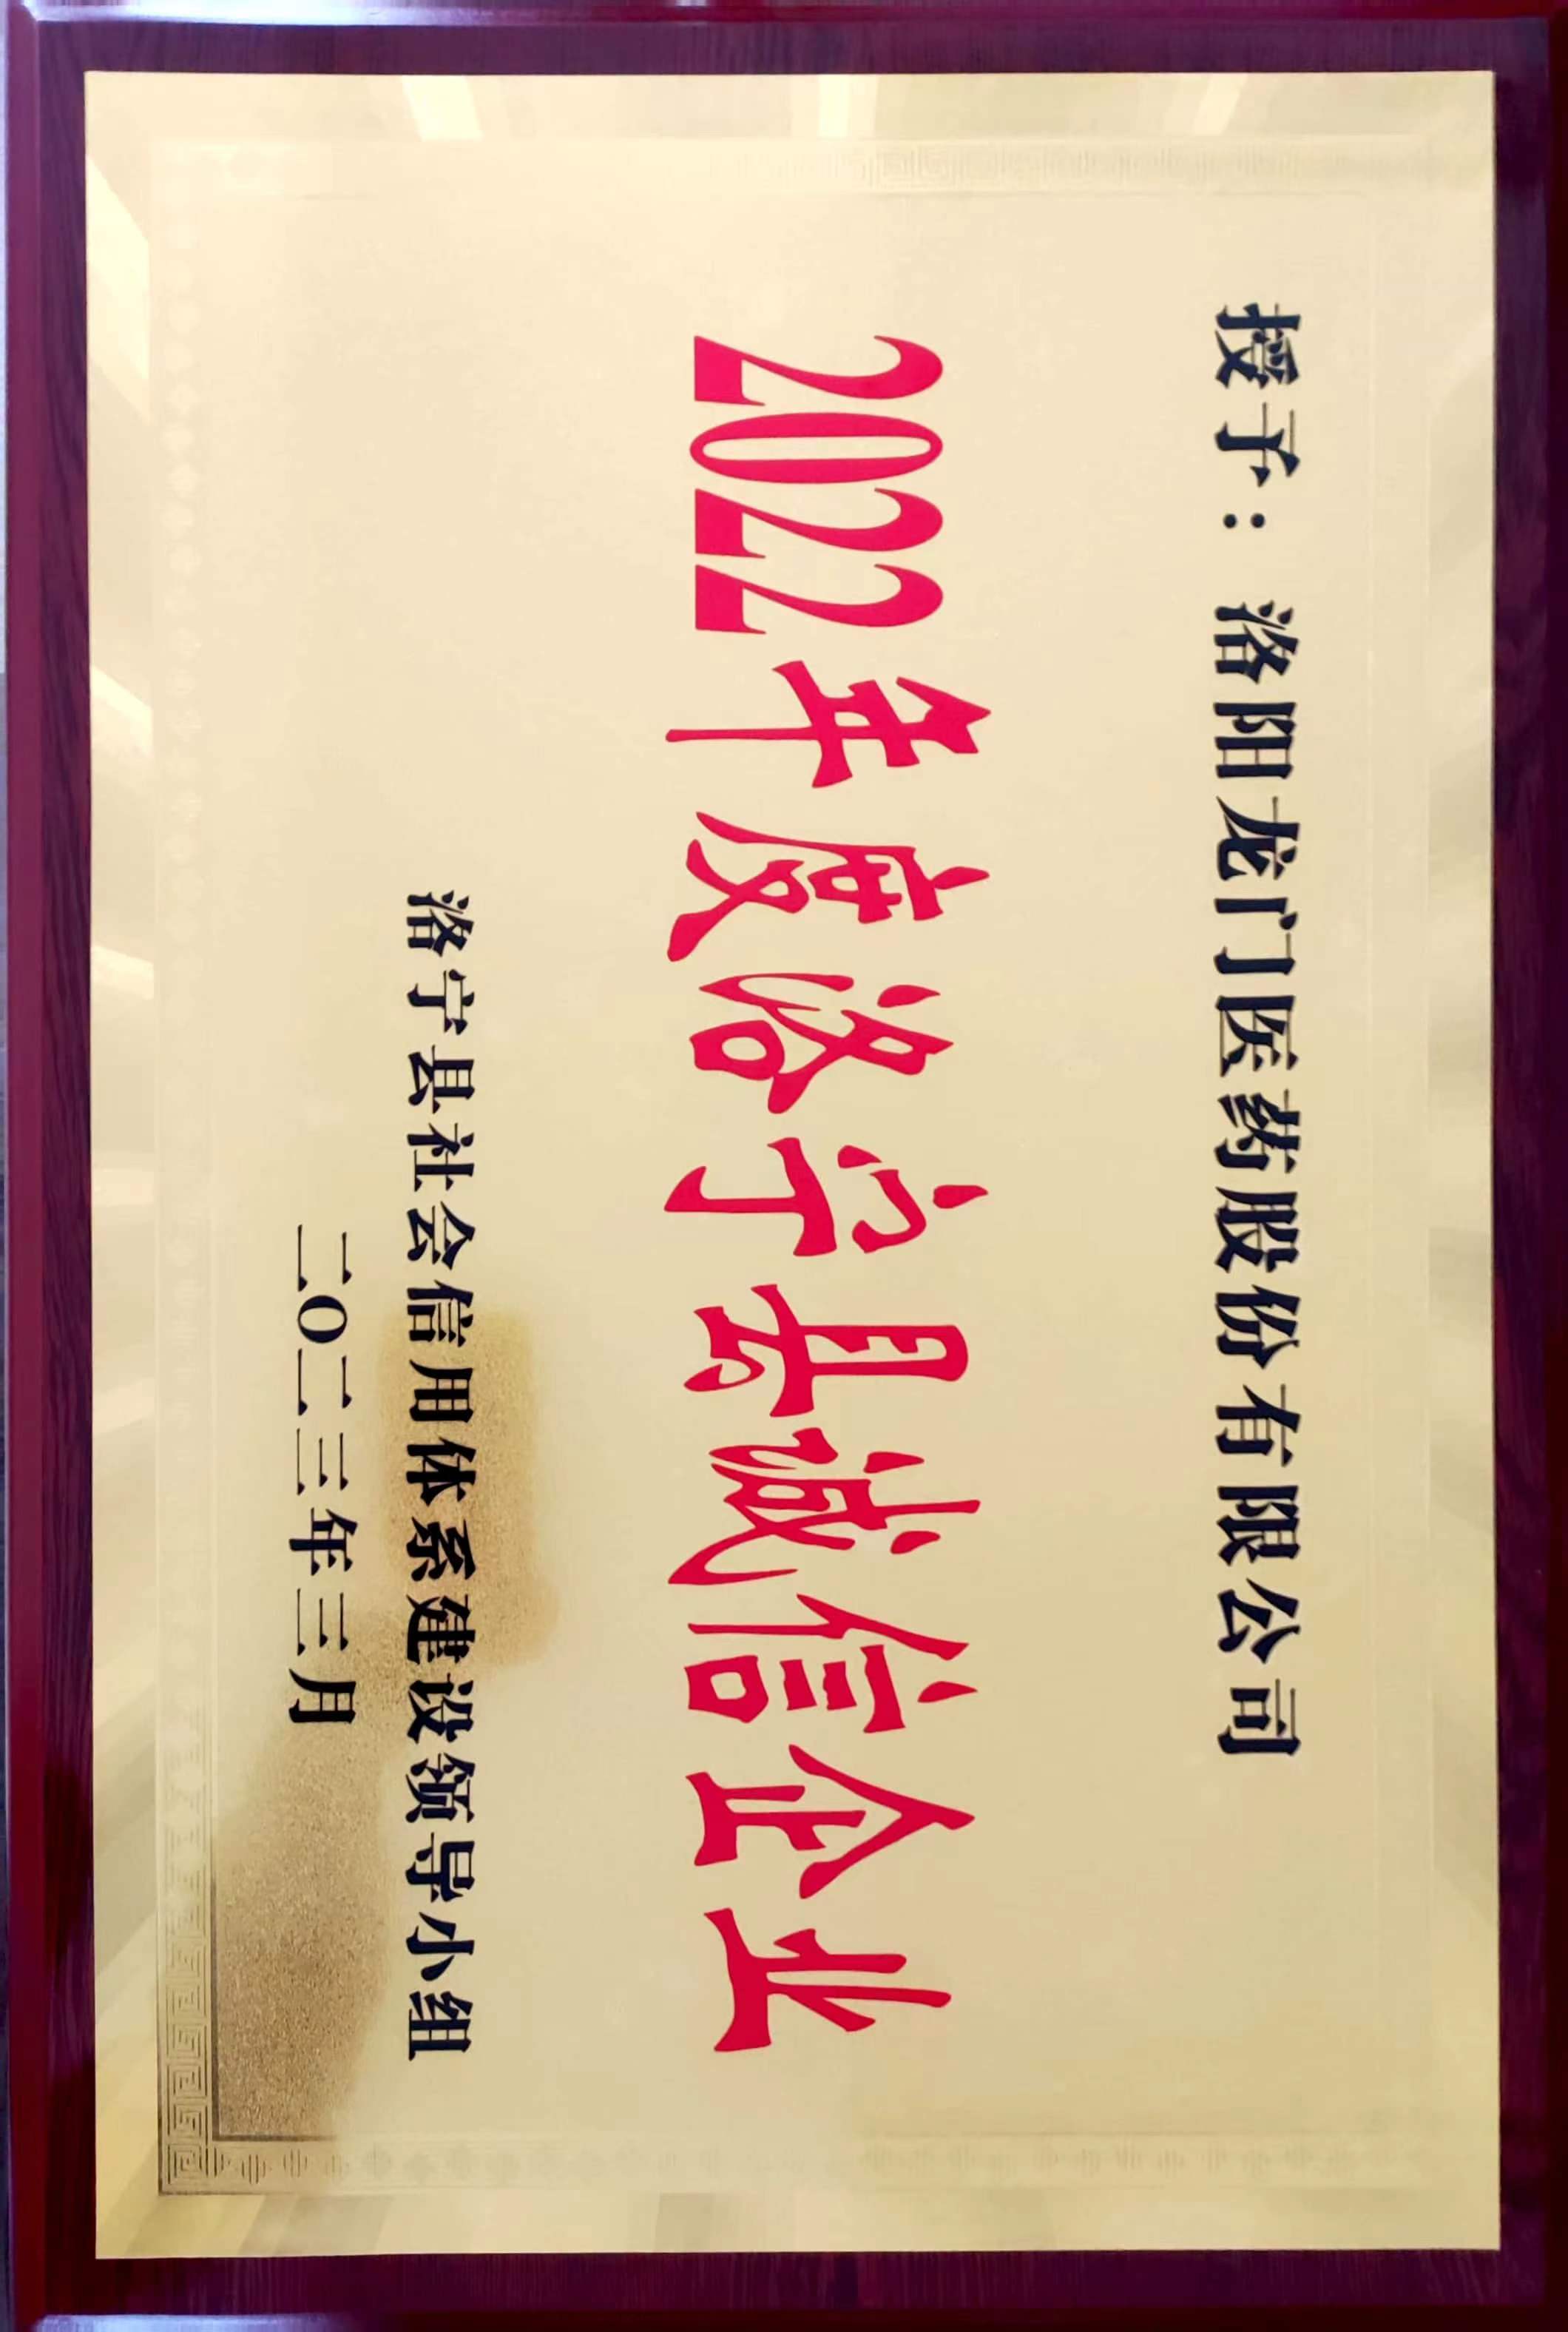 授予：洛阳龙门医药股份有限公司
2022年度洛宁县诚信企业
洛宁县社会信用体系建设领导小组
二〇二三年三月